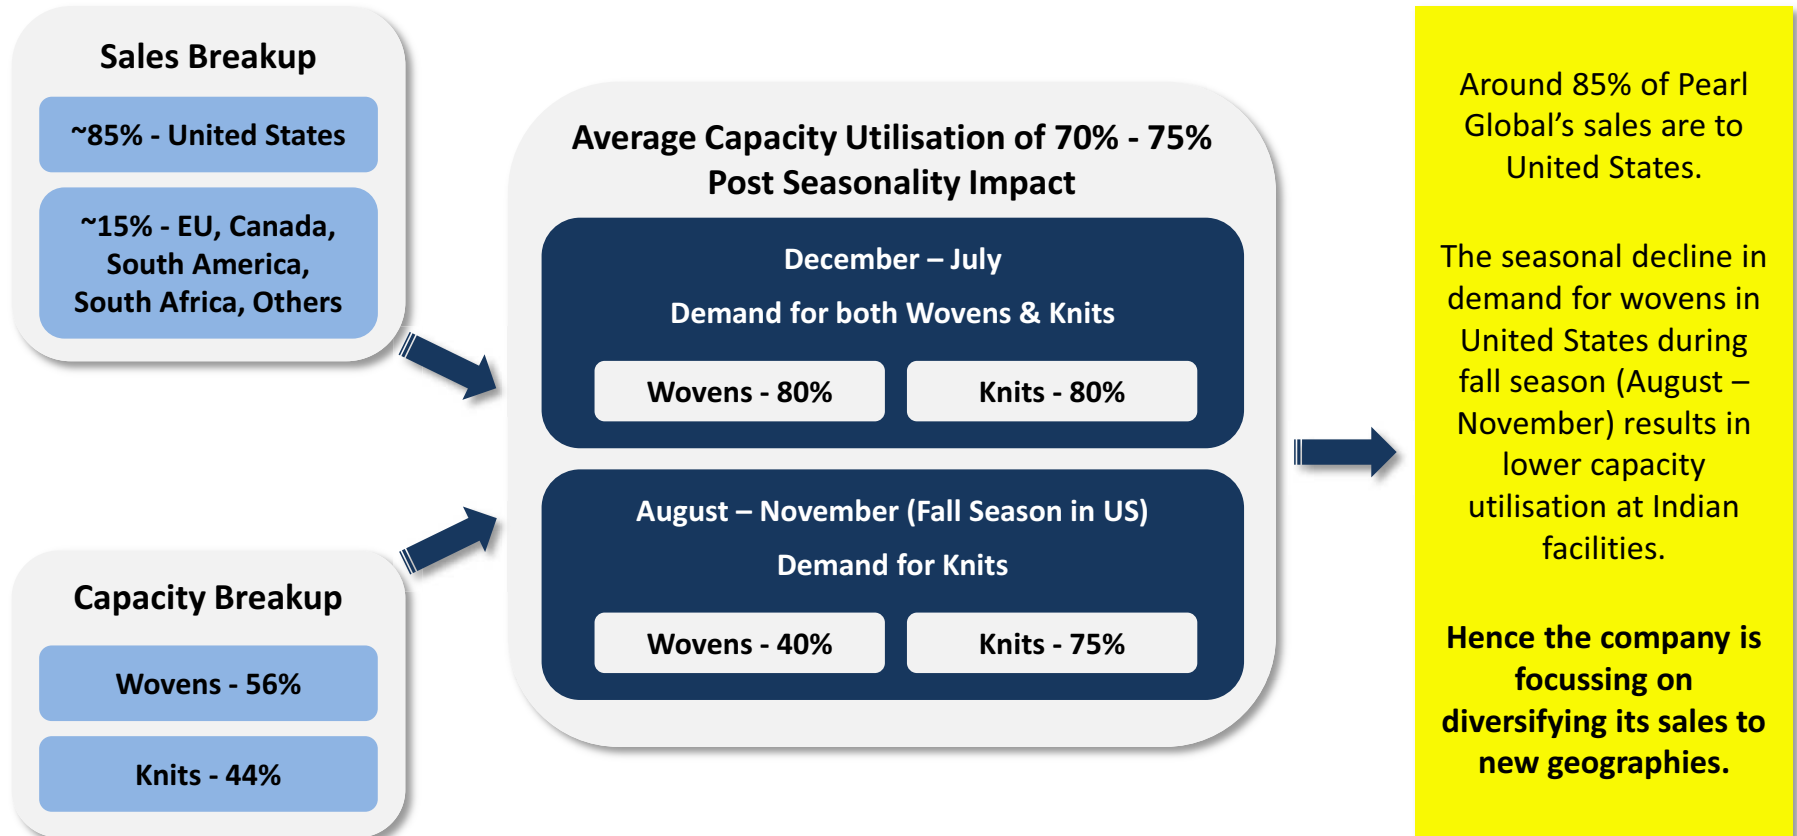 Sales Breakup
~85% - United States
~15% - EU, Canada,
South America,
South Africa, Others
Capacity Breakup
Wovens - 56%
Knits - 44%
Average Capacity Utilisation of 70% - 75%
Post Seasonality Impact
December – July
Demand for both Wovens & Knits
Wovens - 80%
Knits - 80%
August – November (Fall Season in US)
Demand for Knits
Wovens - 40%
Knits - 75%
Around 85% of Pearl
Global’s sales are to
United States.
The seasonal decline in
demand for wovens in
United States during
fall season (August –
November) results in
lower capacity
utilisation at Indian
facilities.
Hence the company is
focussing on
diversifying its sales to
new geographies.